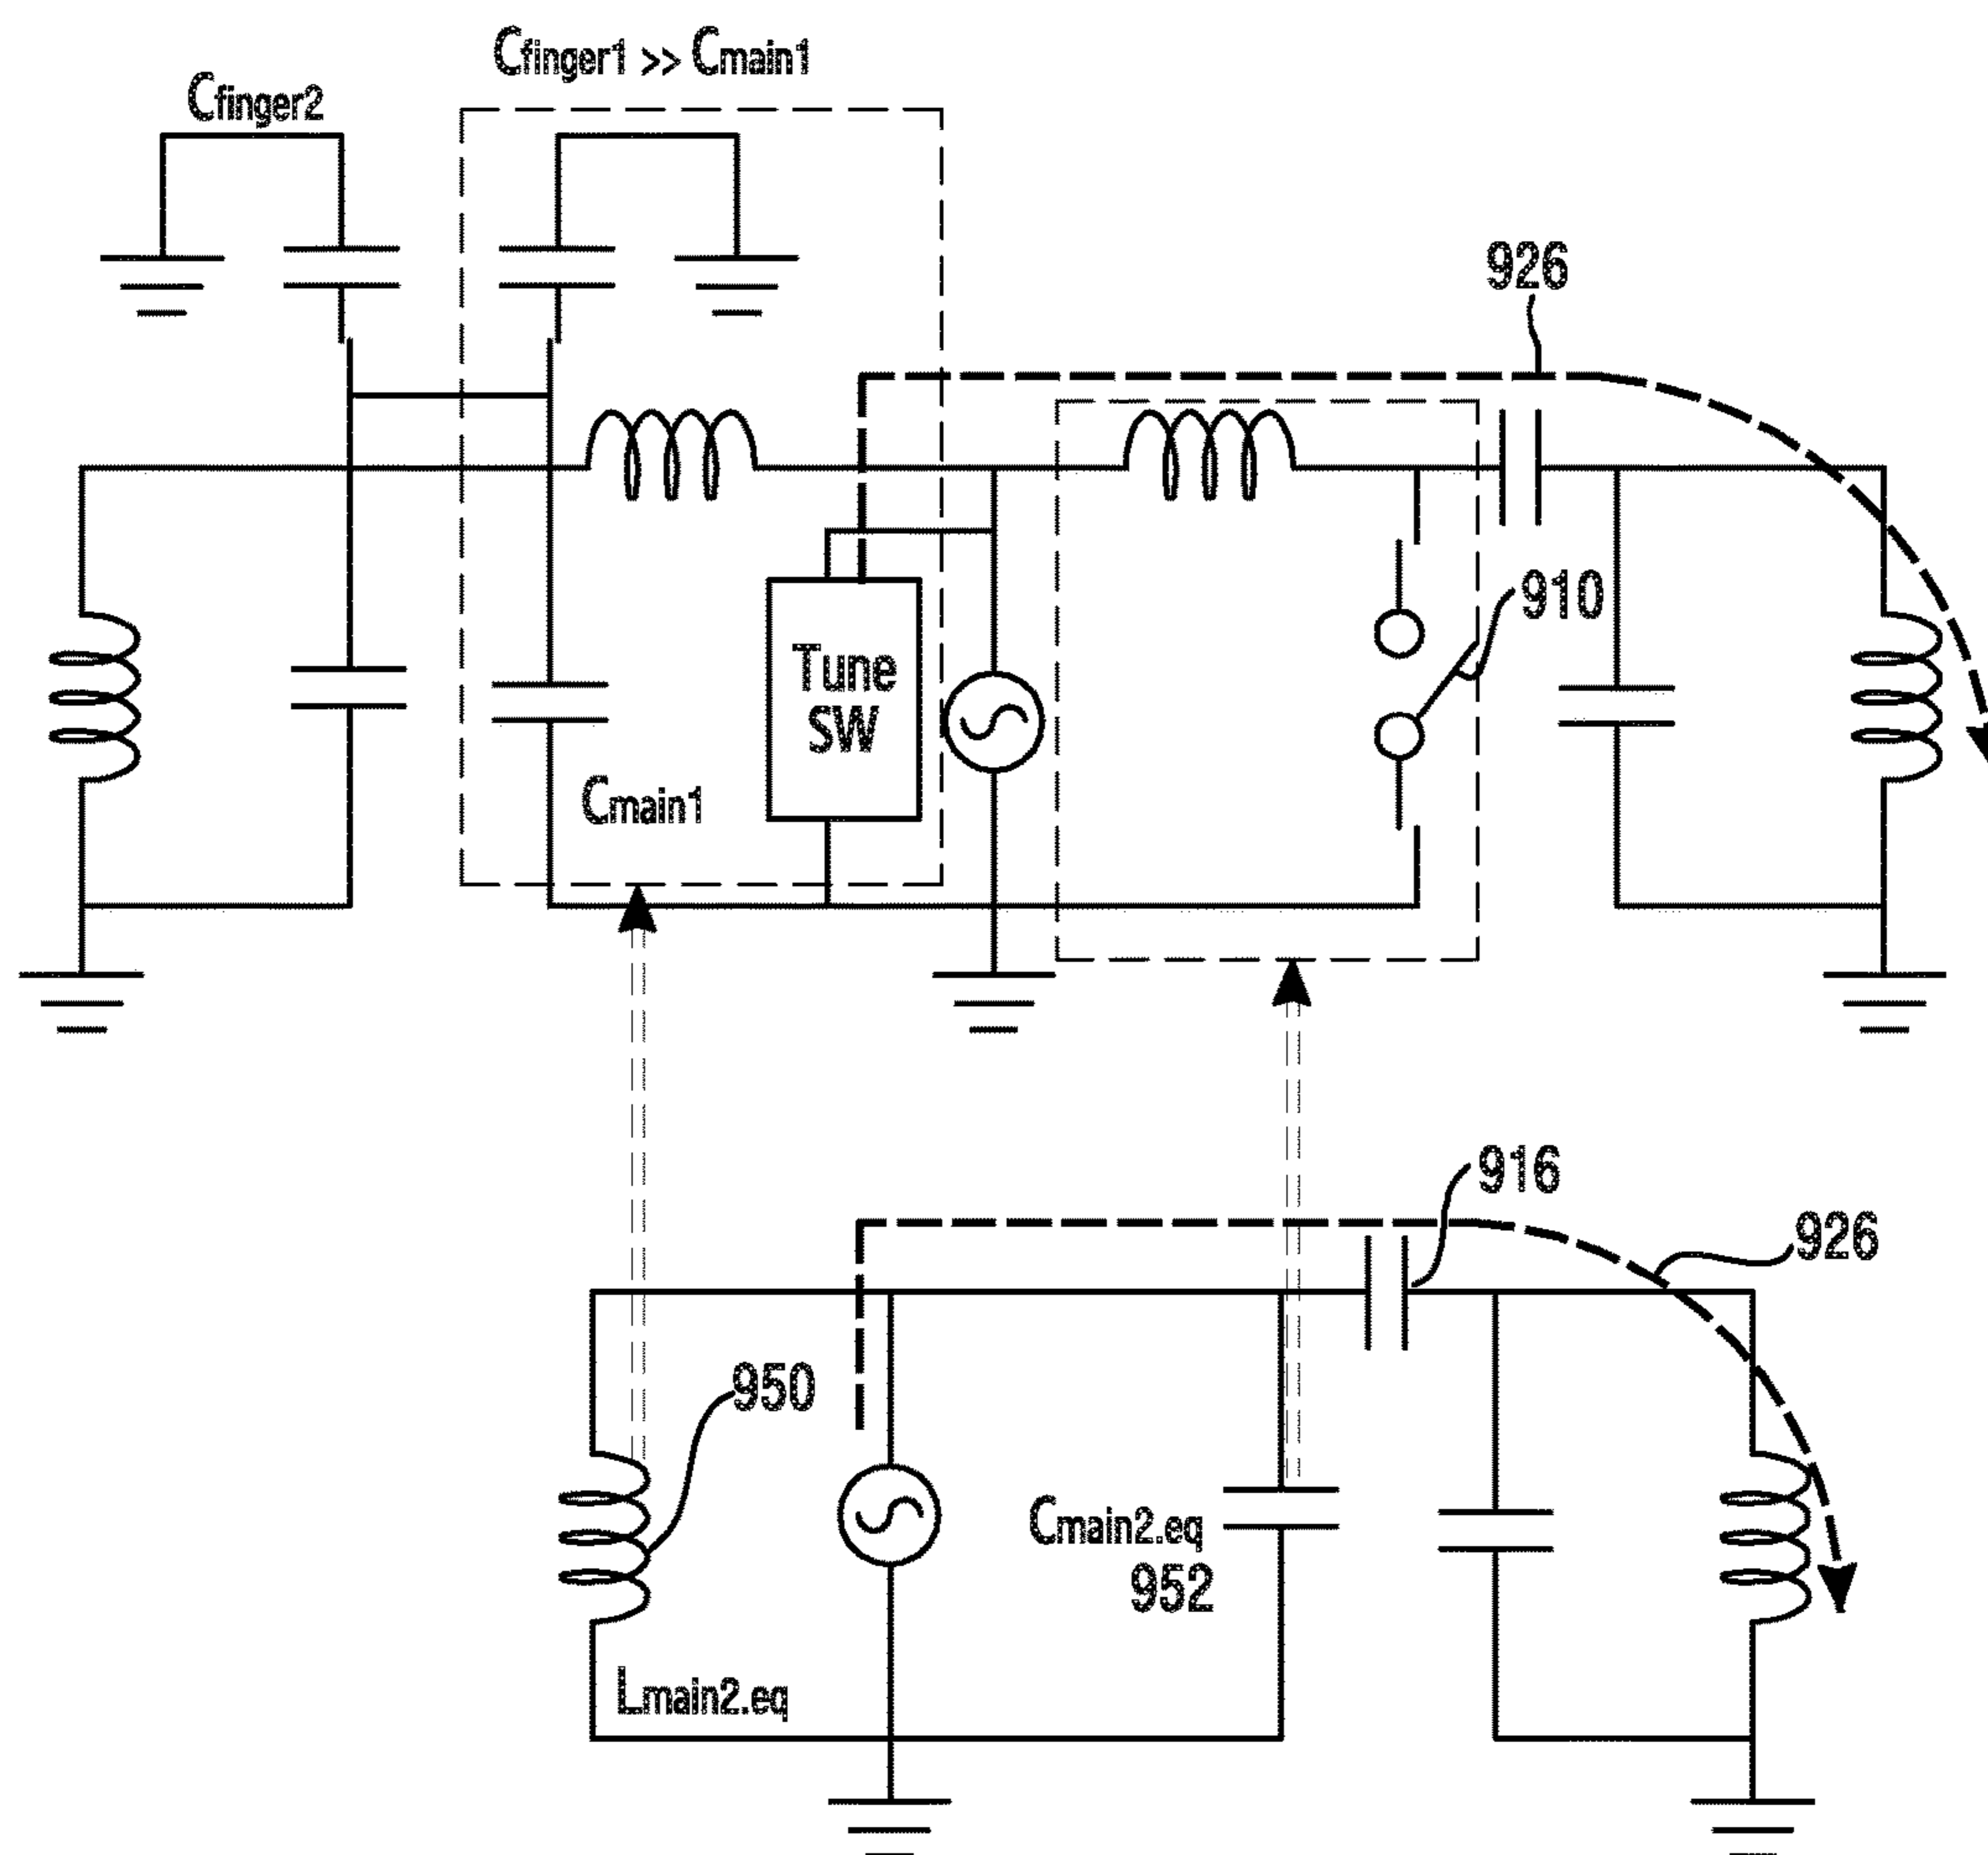 Cfinger1 >> Cmain1
Cfinger2
926
910
Tune
SW
Cmain1
916
926
950
Cmain2.eq
952
Lmain2.eq